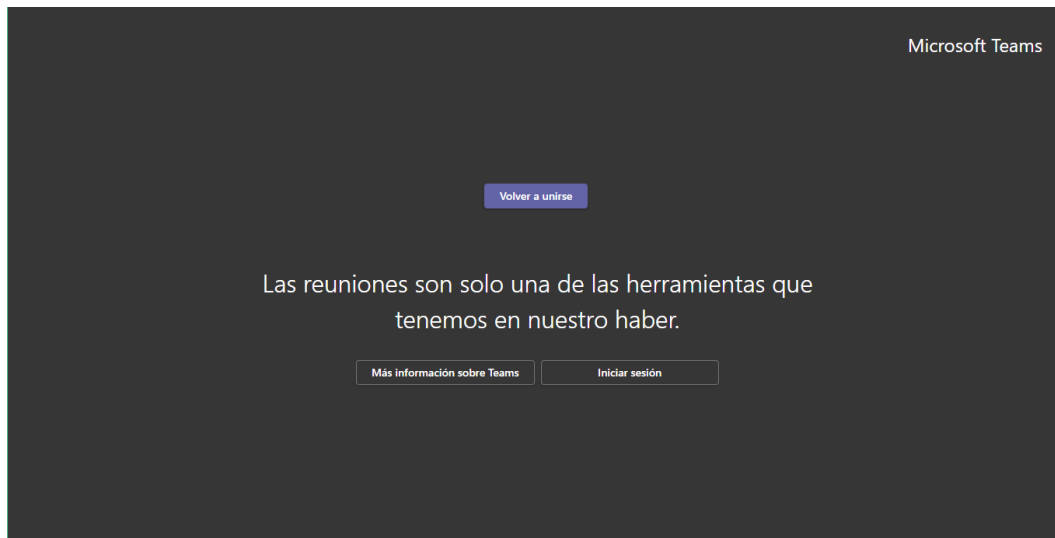 Microsoft Teams
Volver a unirse
Las reuniones son solo una de las herramientas que
tenemos en nuestro haber.
Más información sobre Teams
Iniciar sesión